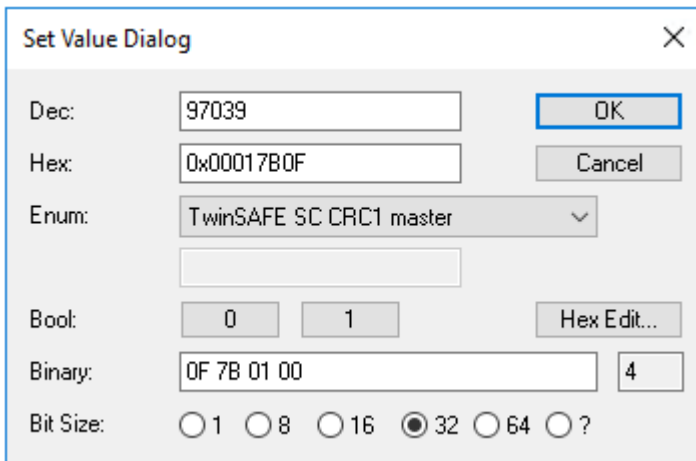 Set Value Dialog
Dec: 97039 OK
Hex: 0x00017B0F Cancel
Enum: TwinSAFE SC CRC1 master
Bool: 0 1 Hex Edit...
Binary: 0F 7B 01 00 4
Bit Size: 1 8 16 32 64 ?